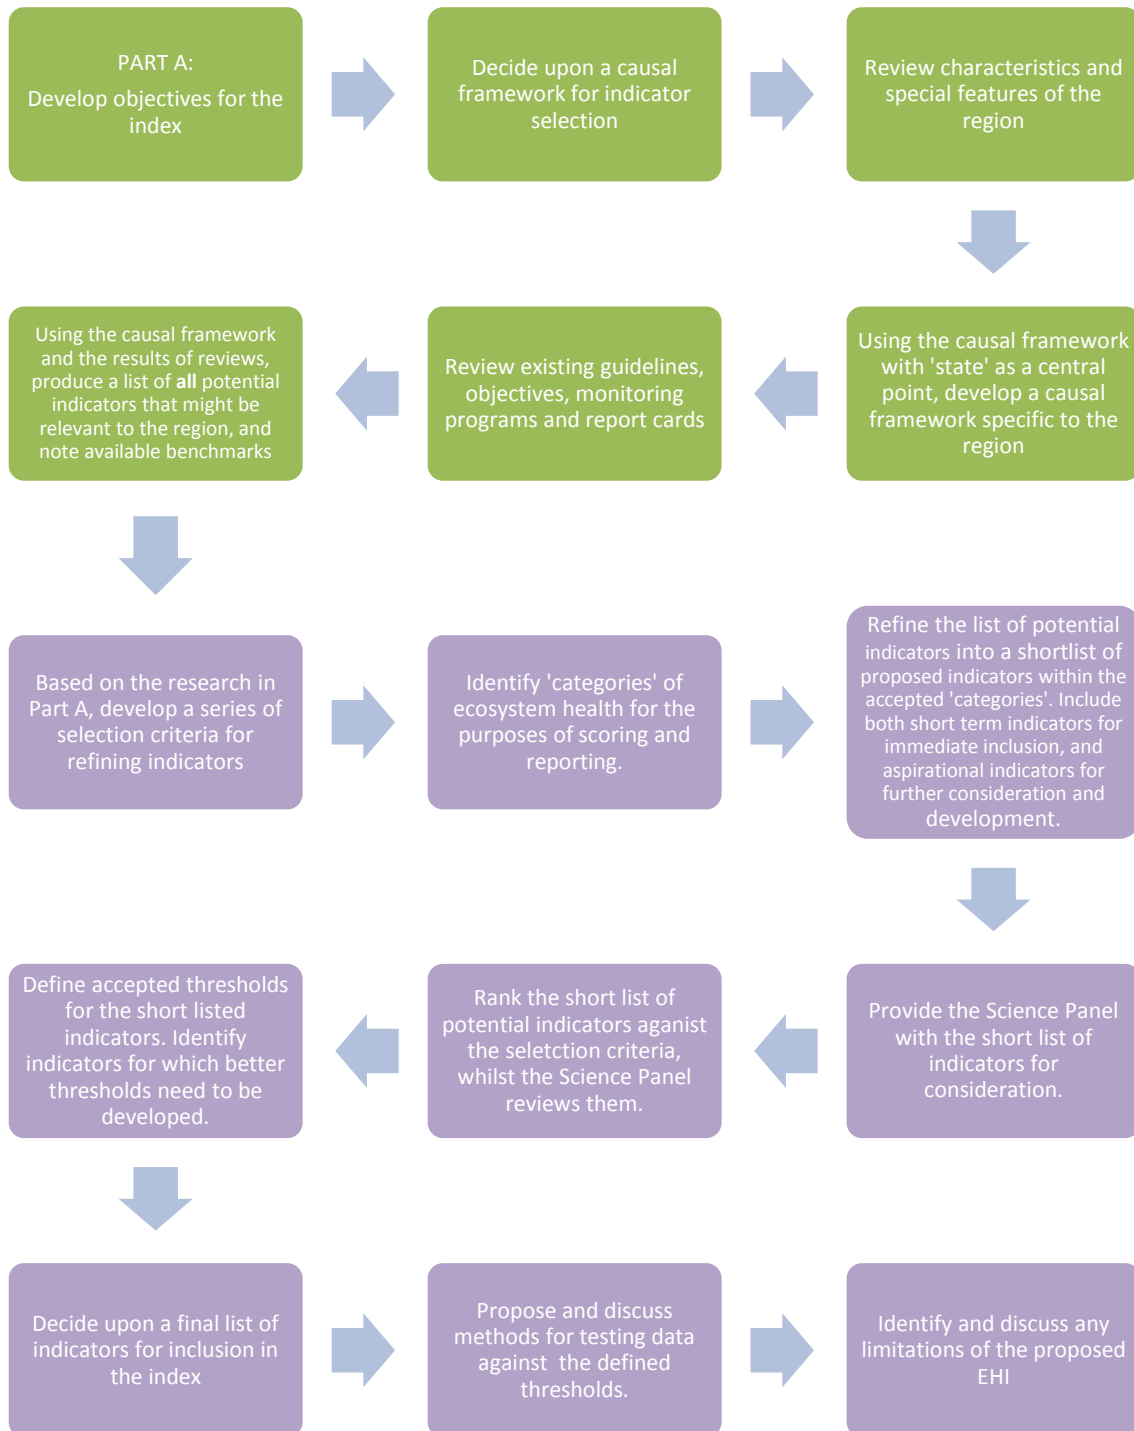 PART A:
Develop objectives for the
index
Decide upon a causal
framework for indicator
selection
Review characteristics and
special features of the
region
Using the causal framework
with 'state' as a central
point, develop a causal
framework specific to the
region
Review existing guidelines,
objectives, monitoring
programs and report cards
Using the causal framework
and the results of reviews,
produce a list of all potential
indicators that might be
relevant to the region, and
note available benchmarks
Based on the research in
Part A, develop a series of
selection criteria for
refining indicators
Identify 'categories' of
ecosystem health for the
purposes of scoring and
reporting.
Refine the list of potential
indicators into a shortlist of
proposed indicators within the
accepted 'categories'. Include
both short term indicators for
immediate inclusion, and
aspirational indicators for
further consideration and
development.
Provide the Science Panel
with the short list of
indicators for
consideration.
Rank the short list of
potential indicators aganist
the seletction criteria,
whilst the Science Panel
reviews them.
Define accepted thresholds
for the short listed
indicators. Identify
indicators for which better
thresholds need to be
developed.
Decide upon a final list of
indicators for inclusion in
the index
Propose and discuss
methods for testing data
against the defined
thresholds.
Identify and discuss any
limitations of the proposed
EHI